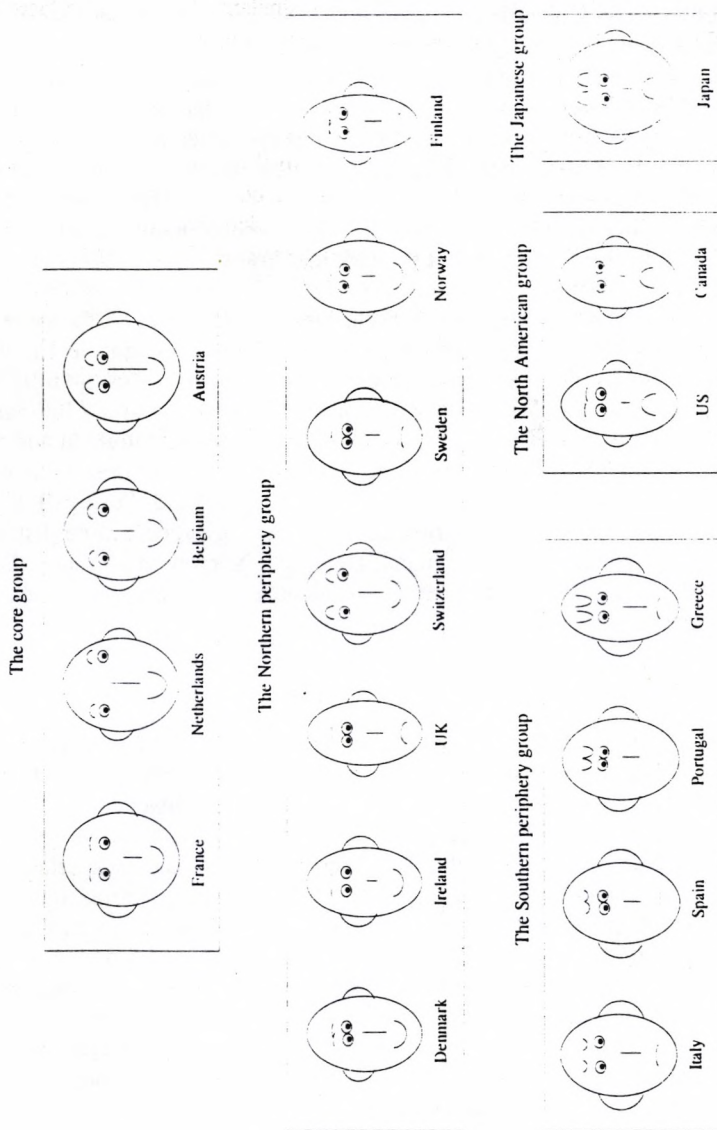 The core group
France Netherlands Belgium Austria
The Northern periphery group
Denmark Ireland UK Switzerland Sweden Norway Finland
The Southern periphery group The North American group The Japanese group
Italy Spain Portugal Greece US Canada Japan